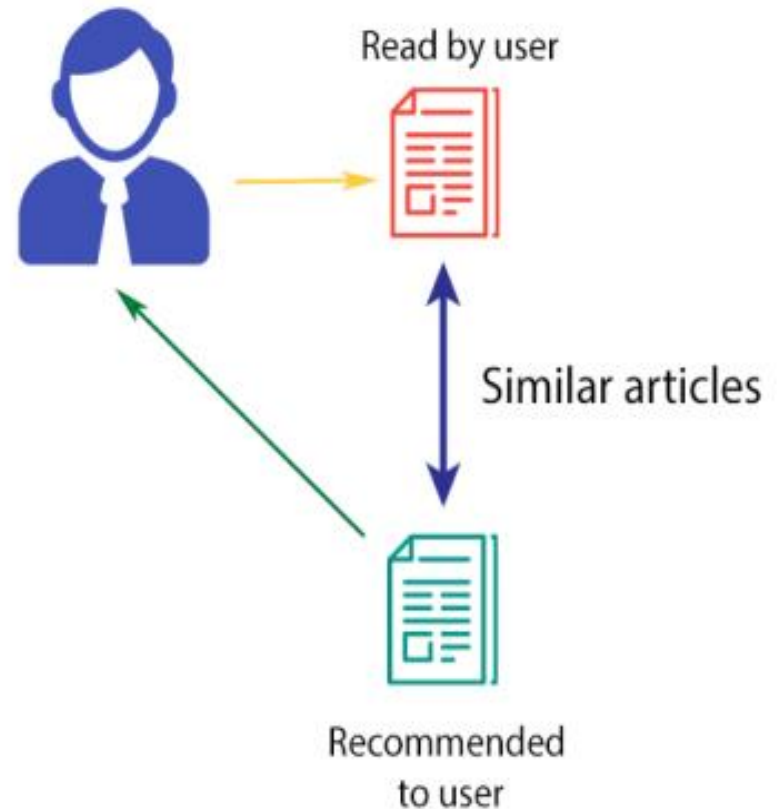 Read by user
Similar articles
Recommended
to user